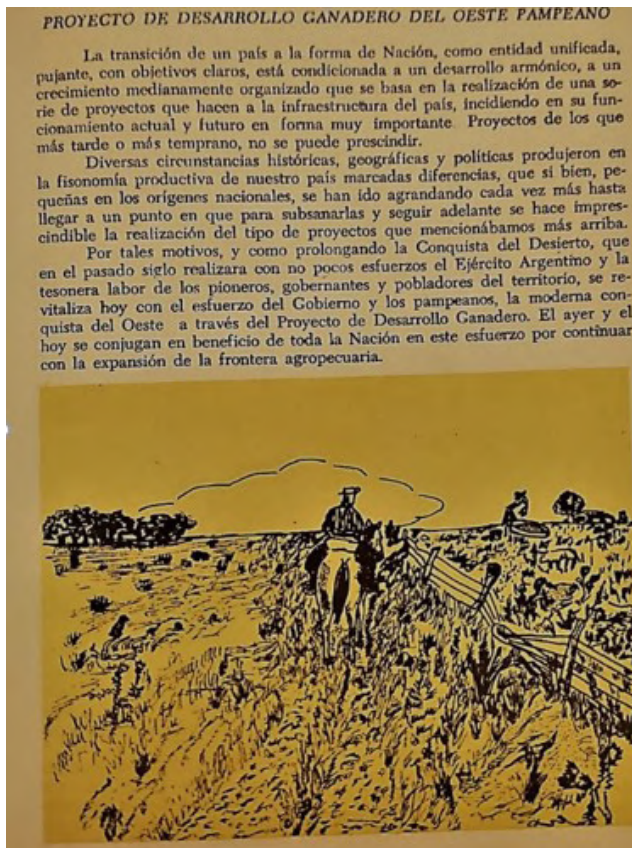 PROYECTO DE DESARROLLO GANADERO DEL OESTE PAMPEANO
La transición de un país a la forma de Nación, como entidad unificada,
pujante, con objetivos claros, está condicionada a un desarrollo armónico, a un
crecimiento medianamente organizado que se basa en la realización de una se-
rie de proyectos que hacen a la infraestructura del país, incidiendo en su fun-
cionamiento actual y futuro en forma muy importante. Proyectos de los que
más tarde o más temprano, no se puede prescindir.
Diversas circunstancias históricas, geográficas y políticas produjeron en
la fisonomía productiva de nuestro país marcadas diferencias, que si bien, pe-
queñas en los orígenes nacionales, se han ido agrandando cada vez más hasta
llegar a un punto en que para subsanarlas y seguir adelante se hace impres-
cindible la realización del tipo de proyectos que mencionábamos más arriba.
Por tales motivos, y como prolongando la Conquista del Desierto, que
en el pasado siglo realizara con no pocos esfuerzos el Ejército Argentino y la
tesonera labor de los pioneros, gobernantes y pobladores del territorio, se re-
vitaliza hoy con el esfuerzo del Gobierno y los pampeanos, la moderna con-
quista del Oeste a través del Proyecto de Desarrollo Ganadero. El ayer y el
hoy se conjugan en beneficio de toda la Nación en este esfuerzo por continuar
con la expansión de la frontera agropecuaria.